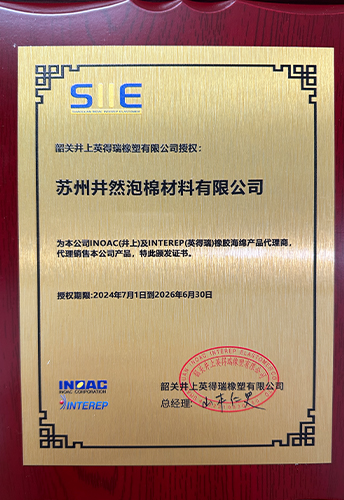 SIIE
韶关井上英得瑞橡塑有限公司授权：
苏州井然泡棉材料有限公司
为本公司INOAC(井上)及INTEREP(英得瑞)橡胶海绵产品代理商，
代理销售本公司产品，特此颁发证书。
授权期限:2024年7月1日到2026年6月30日
INOAC
INOAC CORPORATION
INTEREP
韶关井上英得瑞橡塑有限公司
总经理: